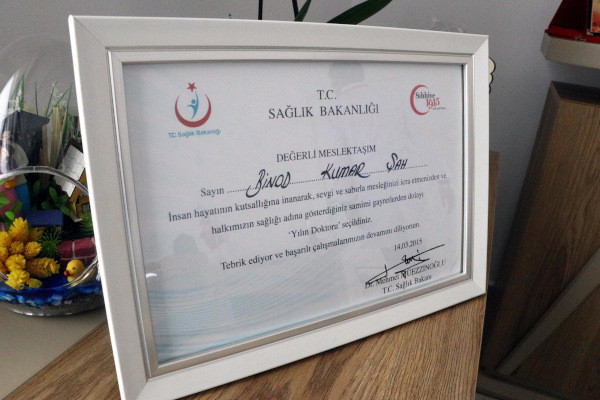 T.C.
SAĞLIK BAKANLIĞI
T.C. Sağlık Bakanlığı
Sıhhiye
1915
DEĞERLİ MESLEKTAŞIM
Sayın BINOD KUMAR SAH
İnsan hayatının kutsallığına inanarak, sevgi ve sabırla mesleğinizi icra etmenizden ve
halkımızın sağlığı adına gösterdiğiniz samimi gayretlerden dolayı
'Yılın Doktoru' seçildiniz.
Tebrik ediyor ve başarılı çalışmalarınızın devamını diliyorum.
14.03.2015
Dr. Mehmet MÜEZZİNOĞLU
T.C. Sağlık Bakanı